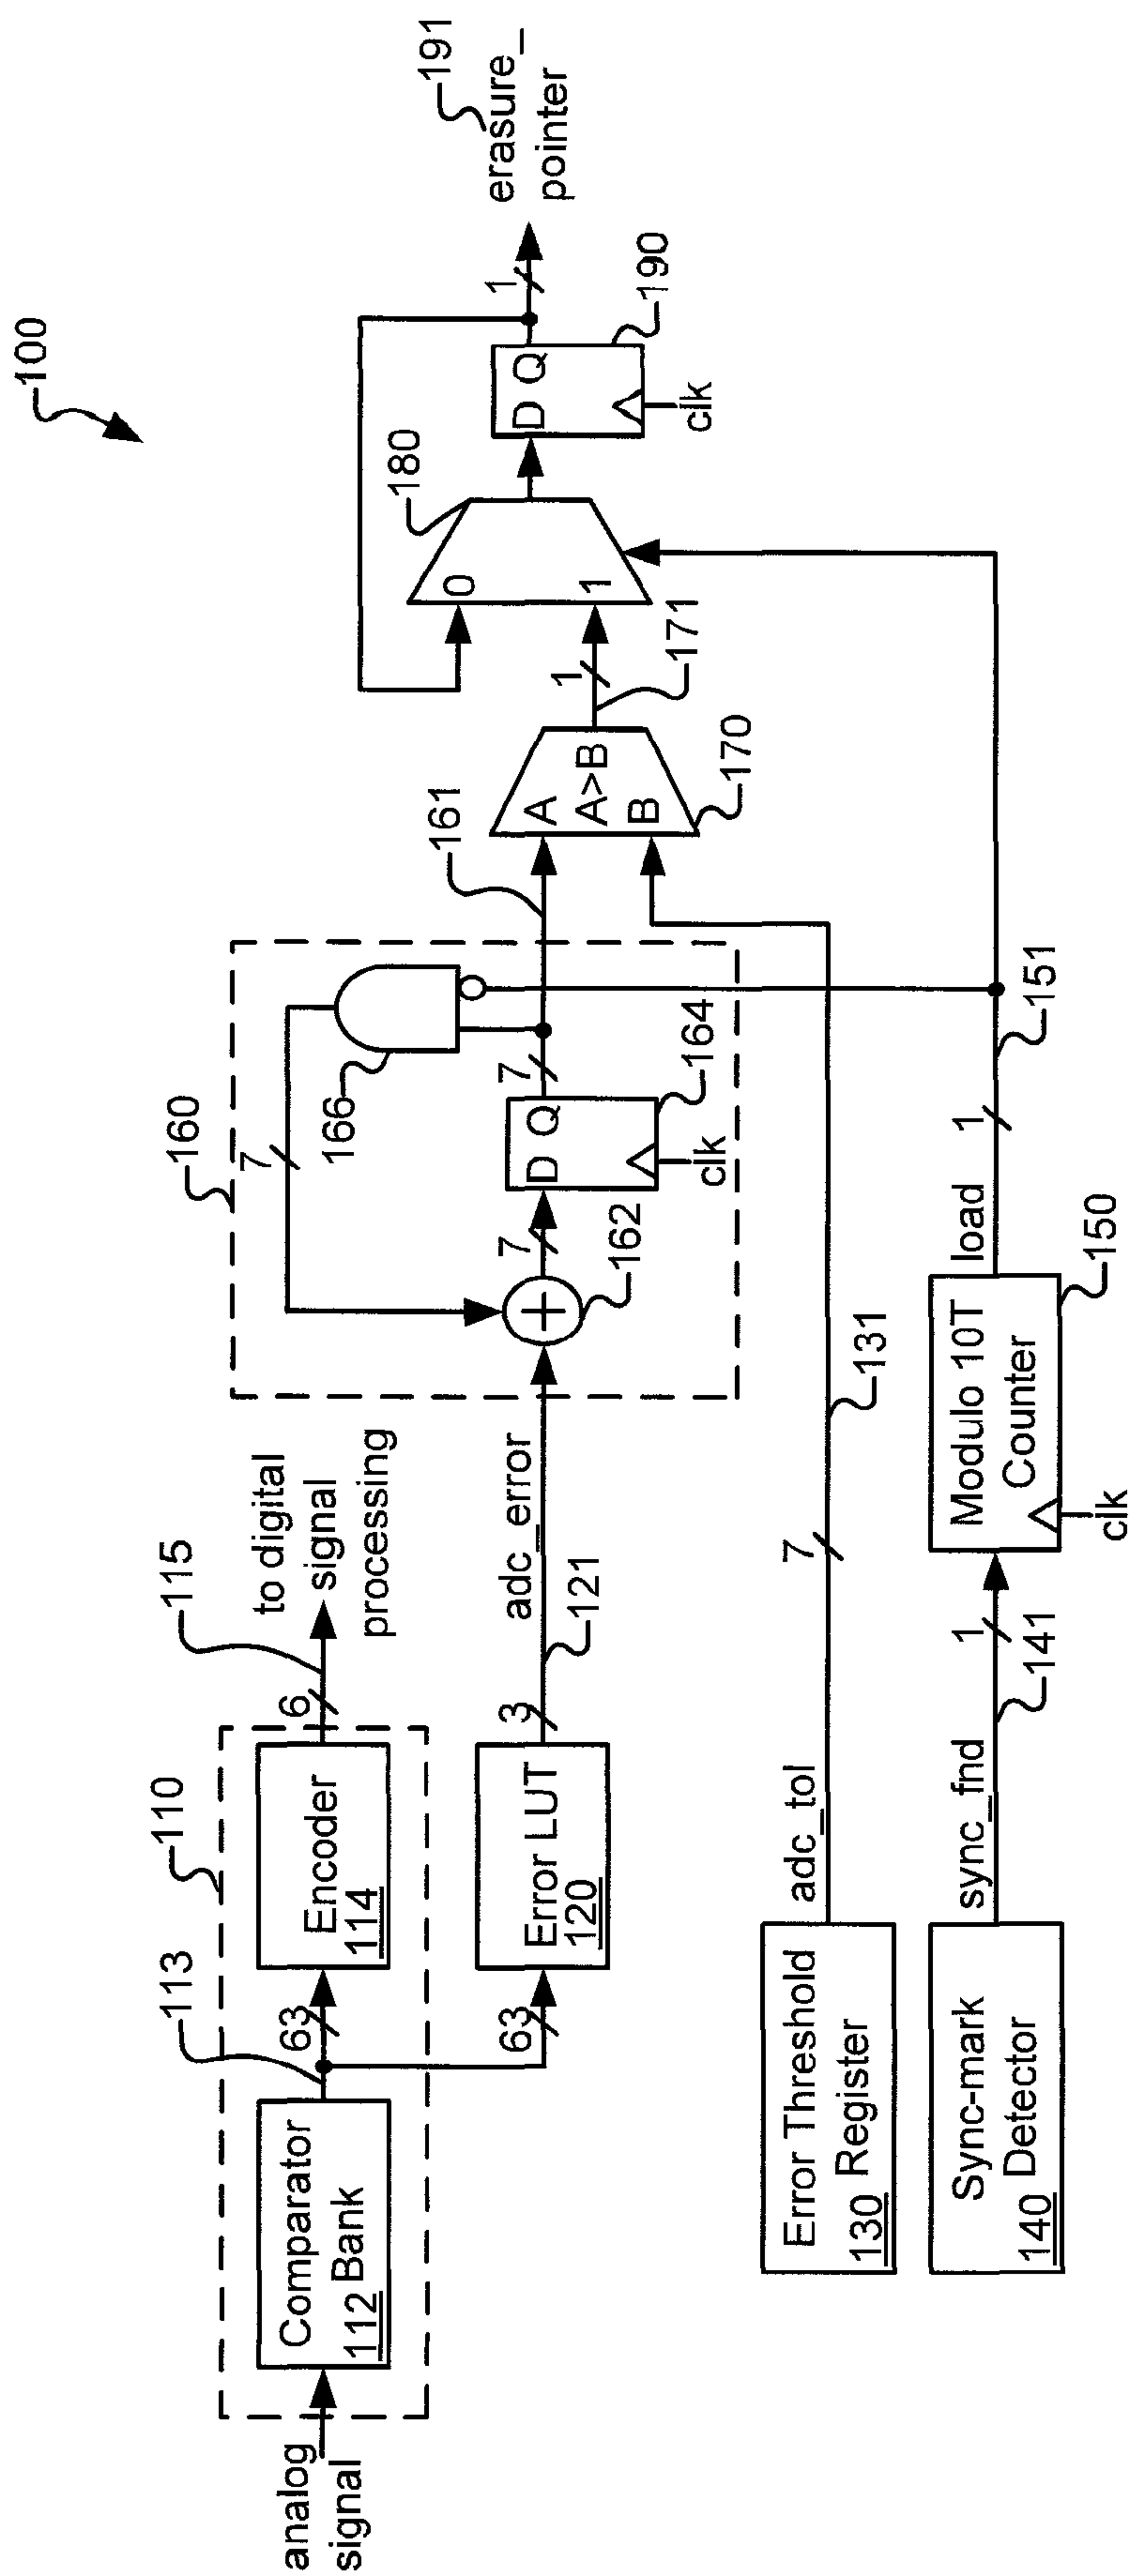 100
analog
signal
110
Comparator
112 Bank
113
63
Encoder
114
6
115
to digital
signal
processing
63
Error LUT
120
3
121
adc_error
160
7
166
162
7
D Q
clk
164
7
161
A
A>B
B
170
1
171
0
1
180
D Q
clk
190
1
191
erasure_
pointer
Error Threshold
130 Register
adc_tol
7
131
Sync-mark
140 Detector
sync_fnd
1
141
Modulo 10T
Counter
clk
150
load
1
151